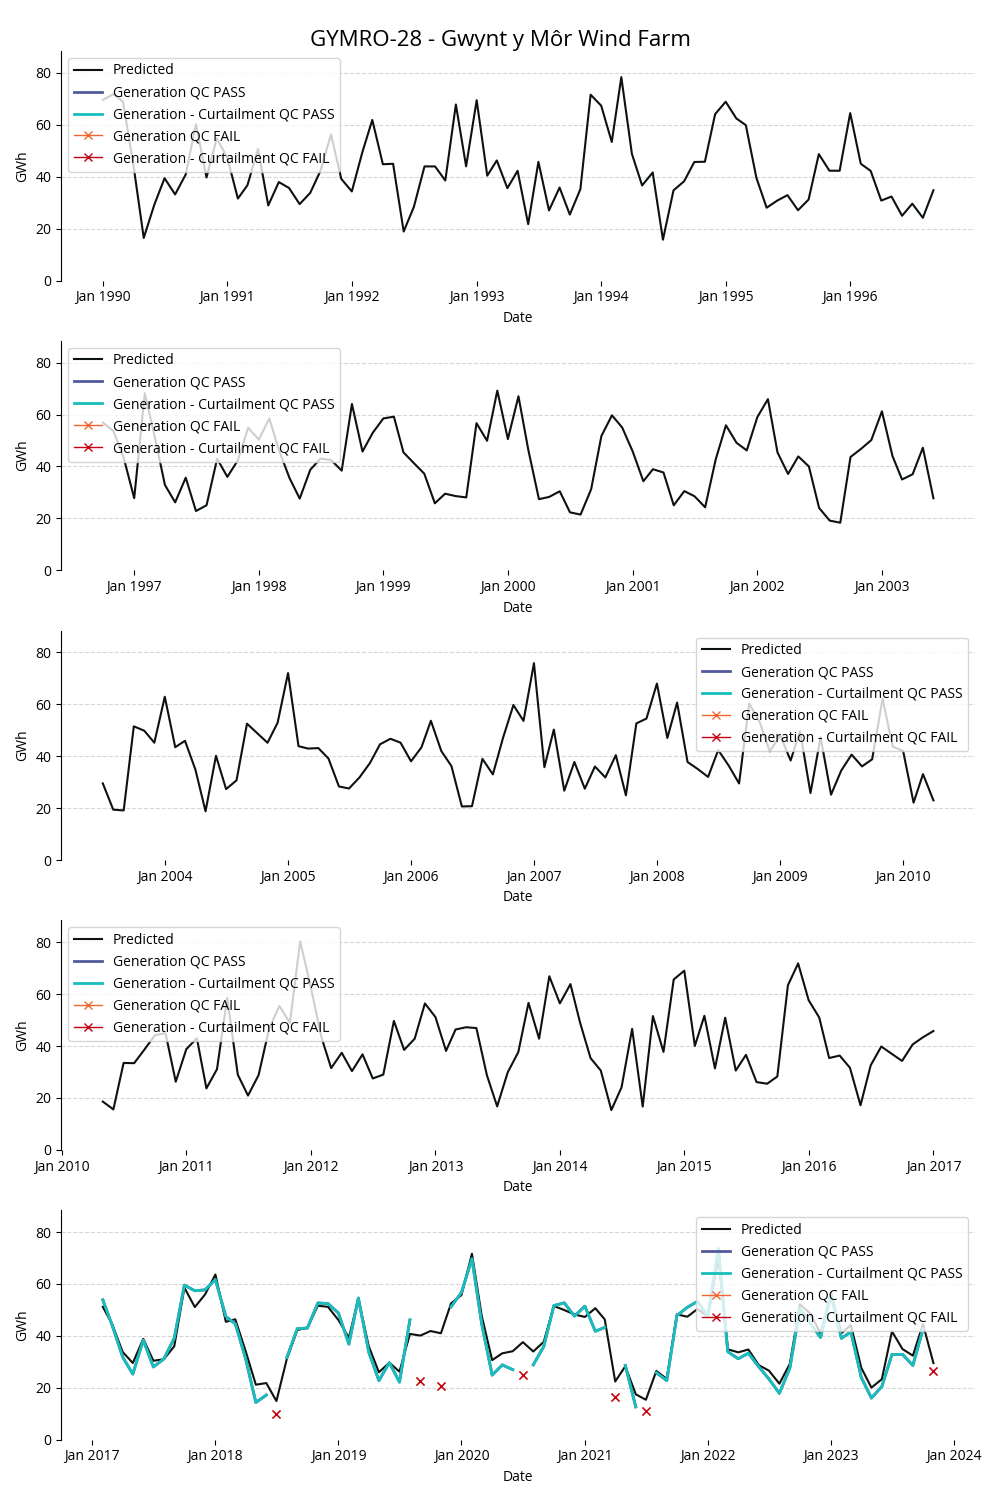 GYMRO-28 - Gwynt y Môr Wind Farm
80
60
40
20
0
GWh
Predicted
Generation QC PASS
Generation - Curtailment QC PASS
Generation QC FAIL
Generation - Curtailment QC FAIL
Jan 1990 Jan 1991 Jan 1992 Jan 1993 Jan 1994 Jan 1995 Jan 1996
Date
80
60
40
20
0
GWh
Predicted
Generation QC PASS
Generation - Curtailment QC PASS
Generation QC FAIL
Generation - Curtailment QC FAIL
Jan 1997 Jan 1998 Jan 1999 Jan 2000 Jan 2001 Jan 2002 Jan 2003
Date
80
60
40
20
0
GWh
Predicted
Generation QC PASS
Generation - Curtailment QC PASS
Generation QC FAIL
Generation - Curtailment QC FAIL
Jan 2004 Jan 2005 Jan 2006 Jan 2007 Jan 2008 Jan 2009 Jan 2010
Date
80
60
40
20
0
GWh
Predicted
Generation QC PASS
Generation - Curtailment QC PASS
Generation QC FAIL
Generation - Curtailment QC FAIL
Jan 2010 Jan 2011 Jan 2012 Jan 2013 Jan 2014 Jan 2015 Jan 2016 Jan 2017
Date
80
60
40
20
0
GWh
Predicted
Generation QC PASS
Generation - Curtailment QC PASS
Generation QC FAIL
Generation - Curtailment QC FAIL
Jan 2017 Jan 2018 Jan 2019 Jan 2020 Jan 2021 Jan 2022 Jan 2023 Jan 2024
Date